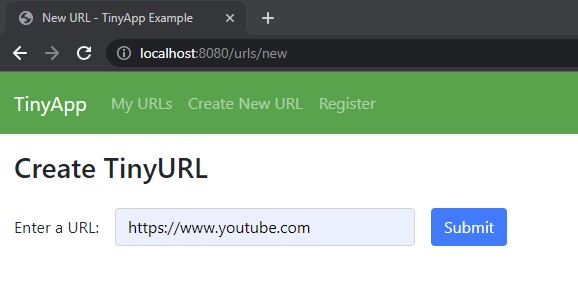 New URL - TinyApp Example
localhost:8080/urls/new
TinyApp My URLs Create New URL Register
Create TinyURL
Enter a URL: https://www.youtube.com Submit